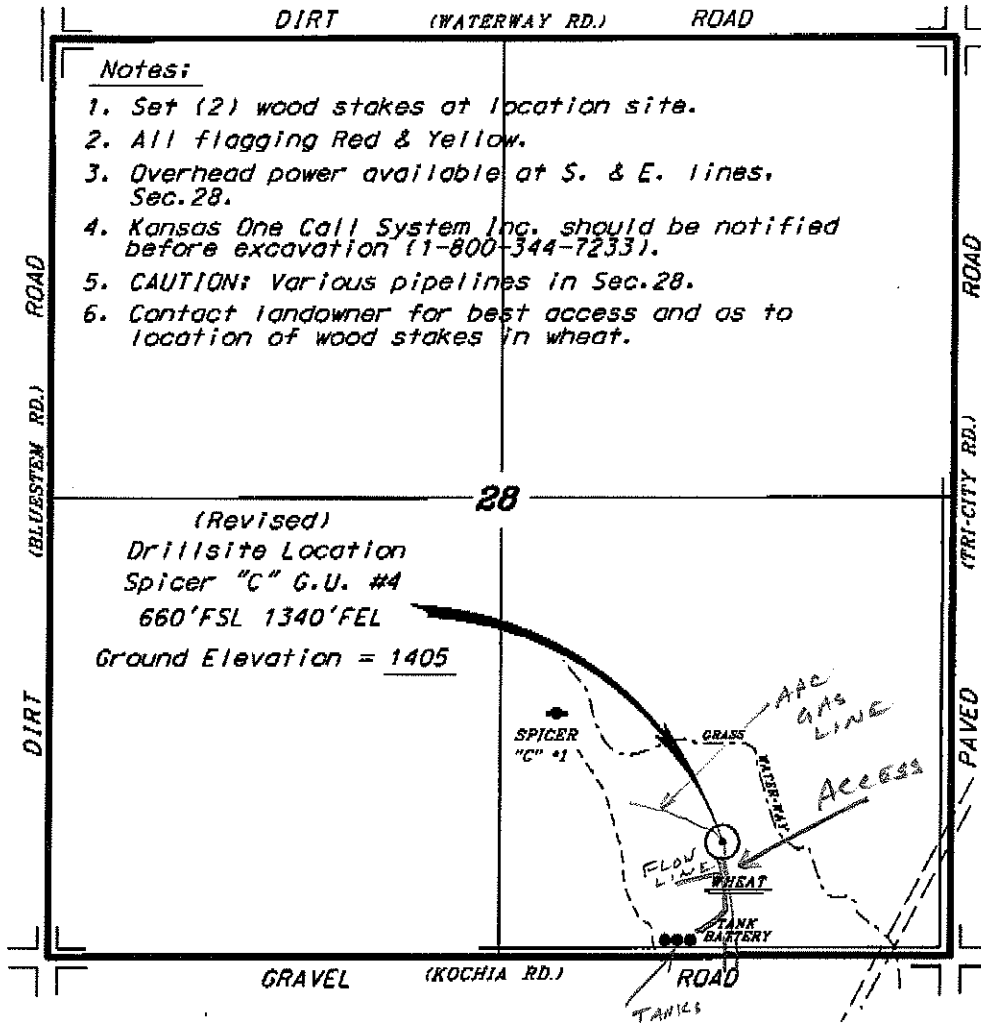 DIRT (WATERWAY RD.) ROAD
Notes:
1. Set (2) wood stakes at location site.
2. All flagging Red & Yellow.
3. Overhead power available at S. & E. lines,
Sec.28.
4. Kansas One Call System Inc. should be notified
before excavation (1-800-344-7233).
5. CAUTION: Various pipelines in Sec.28.
6. Contact landowner for best access and as to
location of wood stakes in wheat.
DIRT (BLUESTEM RD.) ROAD
PAVED (TRI-CITY RD.) ROAD
28
(Revised)
Drillsite Location
Spicer "C" G.U. #4
660'FSL 1340'FEL
Ground Elevation = 1405
SPICER
"C" #1
GRASS
WATER-WAY
APC
GAS
LINE
ACCESS
FLOW
LINE
WHEAT
TANK
BATTERY
GRAVEL (KOCHIA RD.) ROAD
TANKS